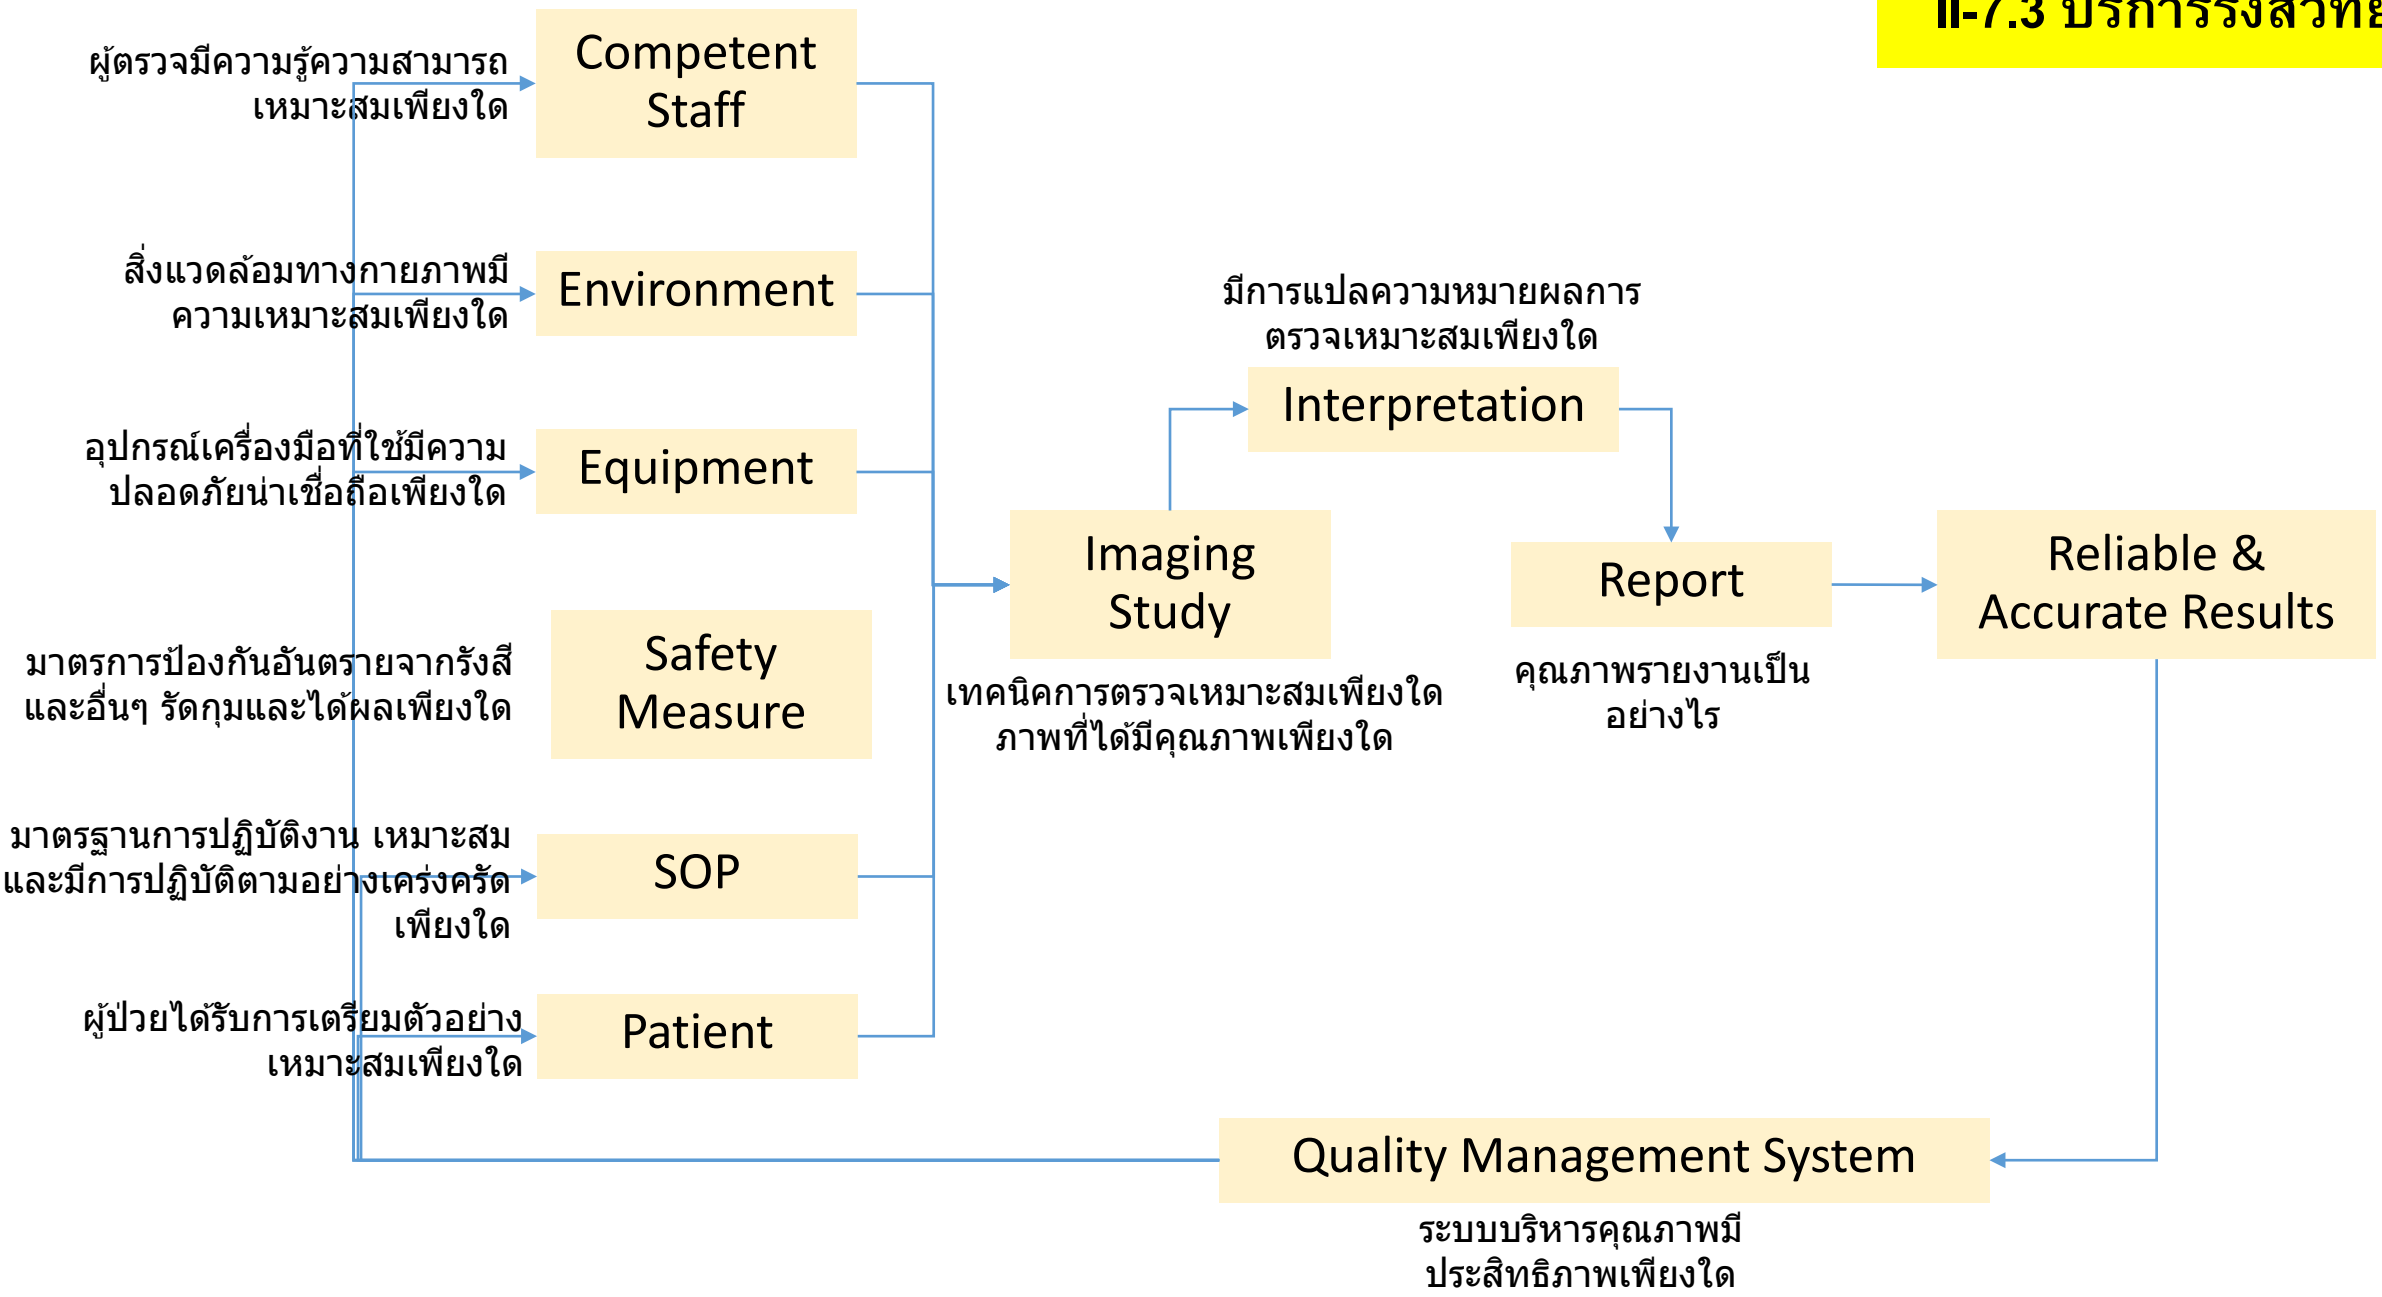 II-7.3
ผู้ตรวจมีความรู้ความสามารถ
เหมาะสมเพียงใด
Competent
Staff
สิ่งแวดล้อมทางกายภาพมี
ความเหมาะสมเพียงใด
Environment
มีการแปลความหมายผลการ
ตรวจเหมาะสมเพียงใด
Interpretation
อุปกรณ์เครื่องมือที่ใช้มีความ
ปลอดภัยน่าเชื่อถือเพียงใด
Equipment
Imaging
Study
เทคนิคการตรวจเหมาะสมเพียงใด
ภาพที่ได้มีคุณภาพเพียงใด
Report
คุณภาพรายงานเป็น
อย่างไร
Reliable &
Accurate Results
มาตรการป้องกันอันตรายจากรังสี
และอื่นๆ รัดกุมและได้ผลเพียงใด
Safety
Measure
มาตรฐานการปฏิบัติงาน เหมาะสม
และมีการปฏิบัติตามอย่างเคร่งครัด
เพียงใด
SOP
ผู้ป่วยได้รับการเตรียมตัวอย่าง
เหมาะสมเพียงใด
Patient
Quality Management System
ระบบบริหารคุณภาพมี
ประสิทธิภาพเพียงใด